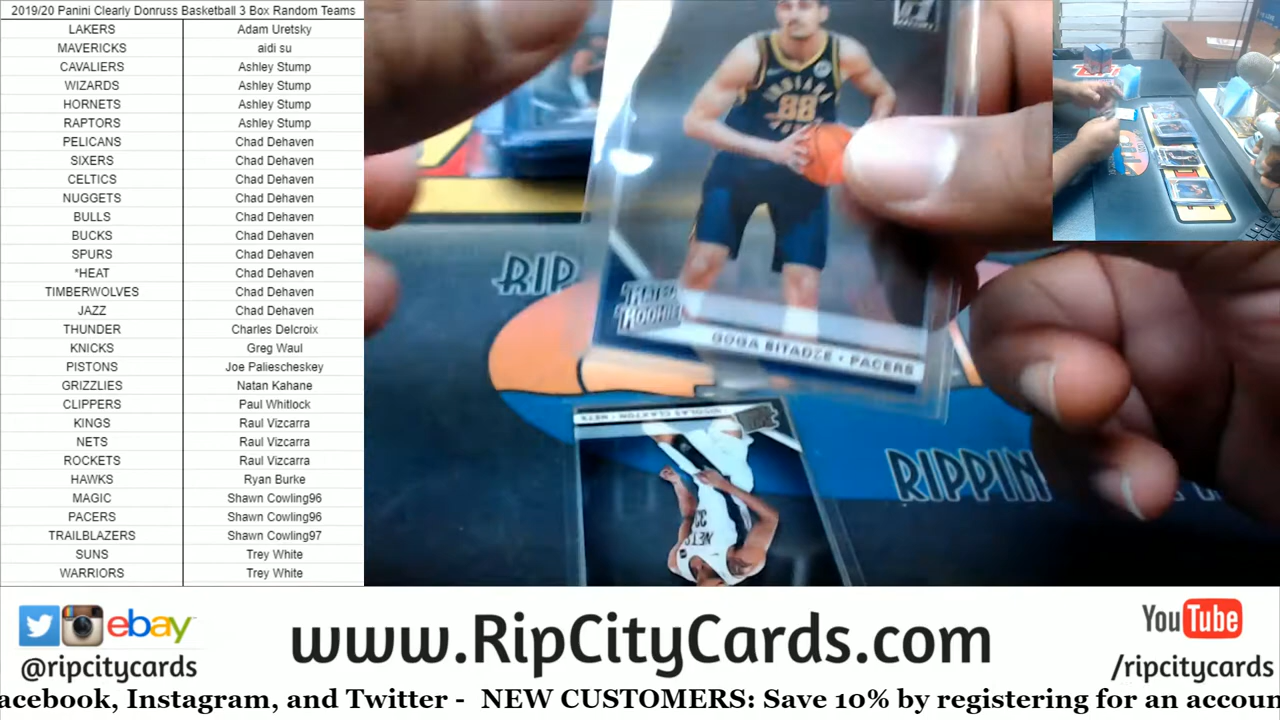 2019/20 Panini Clearly Donruss Basketball 3 Box Random Teams
LAKERS Adam Uretsky
MAVERICKS aidi su
CAVALIERS Ashley Stump
WIZARDS Ashley Stump
HORNETS Ashley Stump
RAPTORS Ashley Stump
PELICANS Chad Dehaven
SIXERS Chad Dehaven
CELTICS Chad Dehaven
NUGGETS Chad Dehaven
BULLS Chad Dehaven
BUCKS Chad Dehaven
SPURS Chad Dehaven
*HEAT Chad Dehaven
TIMBERWOLVES Chad Dehaven
JAZZ Chad Dehaven
THUNDER Charles Delcroix
KNICKS Greg Waul
PISTONS Joe Paliescheskey
GRIZZLIES Natan Kahane
CLIPPERS Paul Whitlock
KINGS Raul Vizcarra
NETS Raul Vizcarra
ROCKETS Raul Vizcarra
HAWKS Ryan Burke
MAGIC Shawn Cowling96
PACERS Shawn Cowling96
TRAILBLAZERS Shawn Cowling97
SUNS Trey White
WARRIORS Trey White
INDIANA
88
RATED ROOKIE
GOGA BITADZE • PACERS
RIP
NICOLAS CLAXTON • NETS
33
NETS
RIPPIN
ebay
@ripcitycards
www.RipCityCards.com
YouTube
/ripcitycards
acebook, Instagram, and Twitter - NEW CUSTOMERS: Save 10% by registering for an accoun